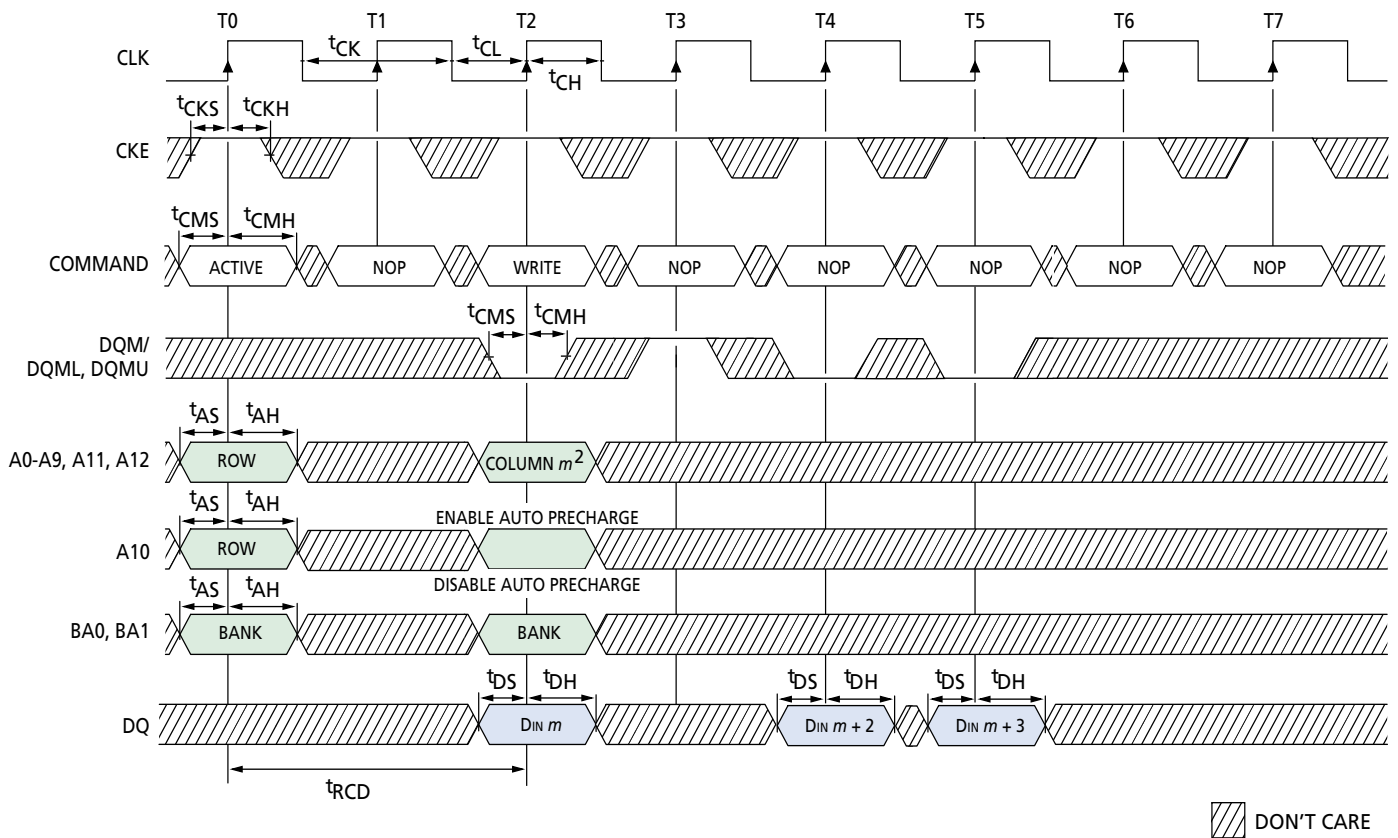 T0 T1 T2 T3 T4 T5 T6 T7
CLK
tCK tCL
tCH
tCKS tCKH
CKE
tCMS tCMH
COMMAND ACTIVE NOP WRITE NOP NOP NOP NOP NOP
tCMS tCMH
DQM/
DQML, DQMU
tAS tAH
A0-A9, A11, A12 ROW COLUMN m2
tAS tAH
ENABLE AUTO PRECHARGE
A10 ROW
DISABLE AUTO PRECHARGE
tAS tAH
BA0, BA1 BANK BANK
tDS tDH tDS tDH tDS tDH
DQ DIN m DIN m + 2 DIN m + 3
tRCD
DON'T CARE